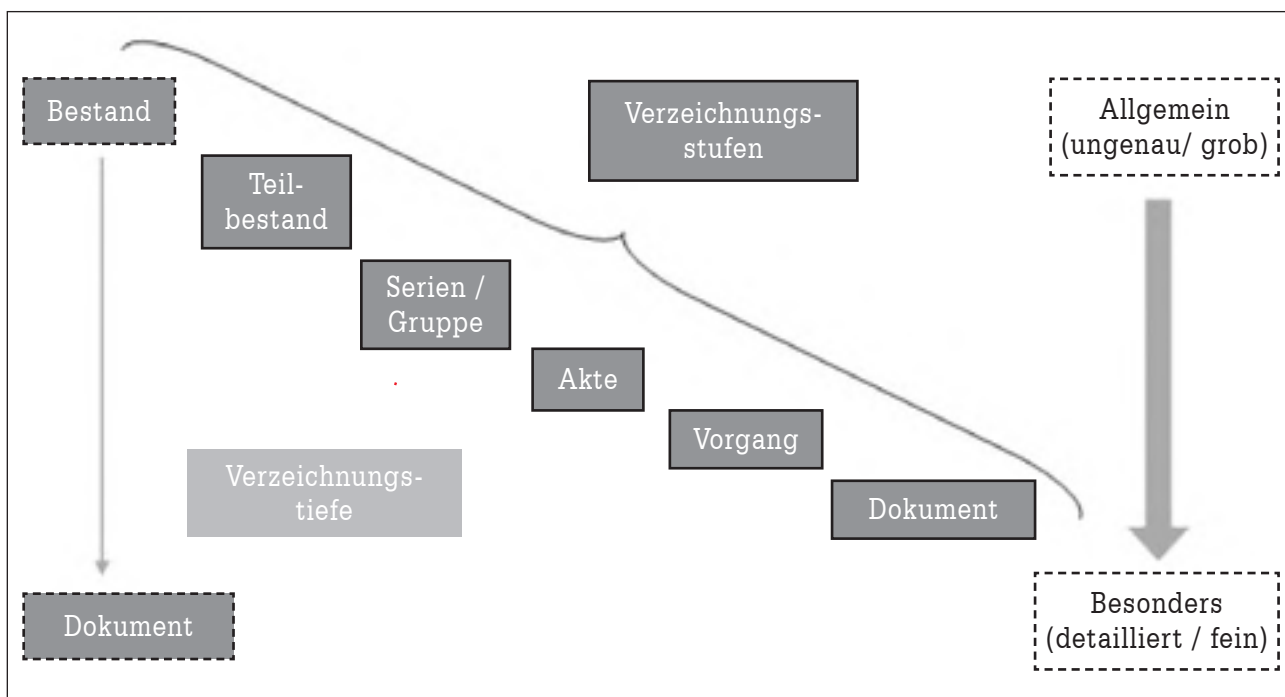 Bestand
Teil-
bestand
Serien /
Gruppe
Akte
Vorgang
Dokument
Verzeichnungs-
stufen
Allgemein
(ungenau/ grob)
Verzeichnungs-
tiefe
Dokument
Besonders
(detailliert / fein)